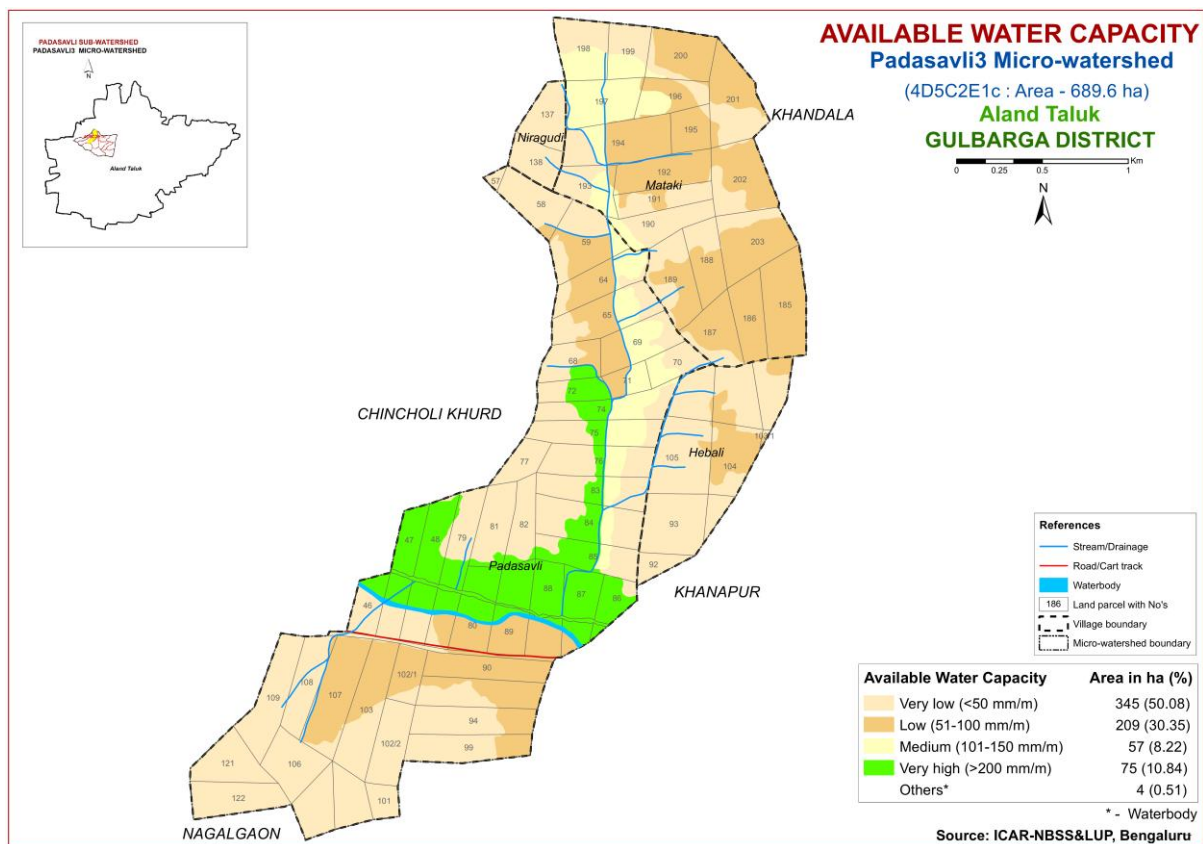 PADASAVLI SUB-WATERSHED
PADASAVLI3 MICRO-WATERSHED
N
Aland Taluk
AVAILABLE WATER CAPACITY
Padasavli3 Micro-watershed
(4D5C2E1c : Area - 689.6 ha)
Aland Taluk
GULBARGA DISTRICT
0 0.25 0.5 1 Km
N
KHANDALA
CHINCHOLI KHURD
KHANAPUR
NAGALGAON
Niragudi
Mataki
Hebali
Padasavli
198
199
200
197
196
201
137
195
194
138
192
202
193
191
57
58
190
59
203
188
64
189
185
65
186
187
69
68
70
71
72
74
75
103/1
105
77
76
104
83
81
82
84
93
47
48
79
85
92
88
87
86
46
80
89
90
102/1
108
109
107
103
94
102/2
99
106
121
122
101
References
Stream/Drainage
Road/Cart track
Waterbody
186 Land parcel with No's
Village boundary
Micro-watershed boundary
Available Water Capacity Area in ha (%)
Very low (<50 mm/m) 345 (50.08)
Low (51-100 mm/m) 209 (30.35)
Medium (101-150 mm/m) 57 (8.22)
Very high (>200 mm/m) 75 (10.84)
Others* 4 (0.51)
* - Waterbody
Source: ICAR-NBSS&LUP, Bengaluru